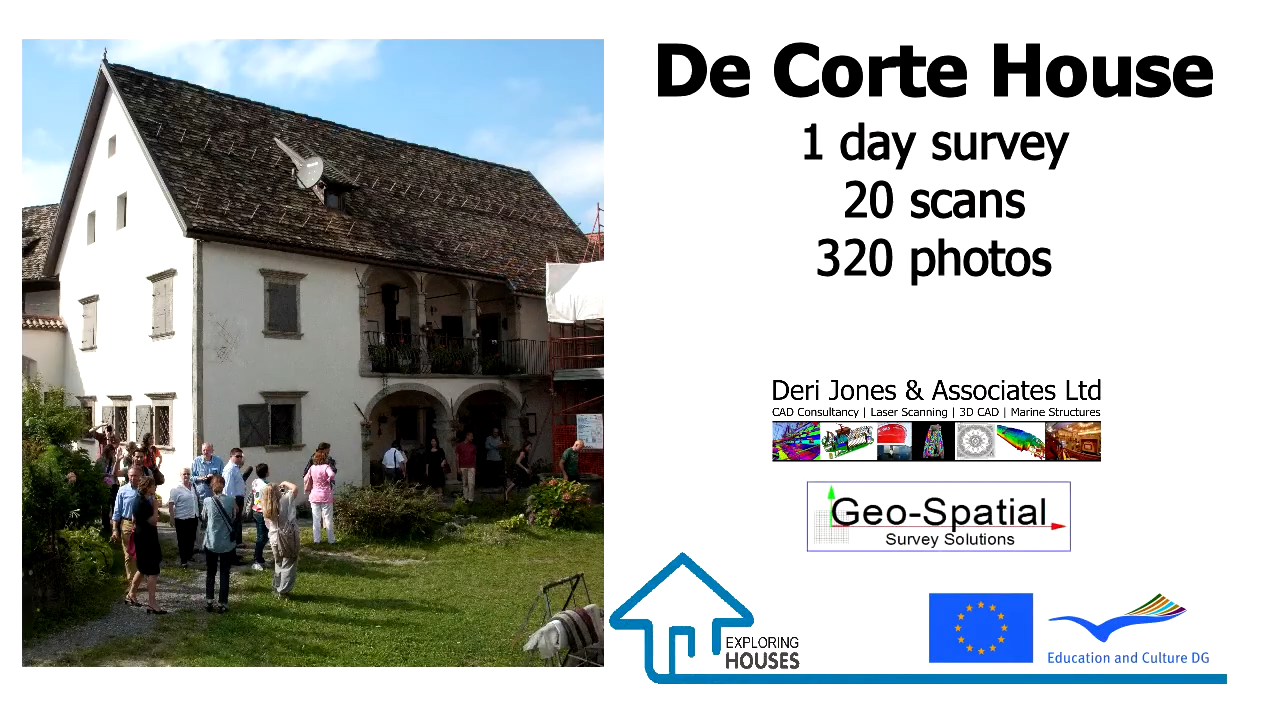 De Corte House
1 day survey
20 scans
320 photos
Deri Jones & Associates Ltd
CAD Consultancy | Laser Scanning | 3D CAD | Marine Structures
Geo-Spatial
Survey Solutions
EXPLORING
HOUSES
Education and Culture DG